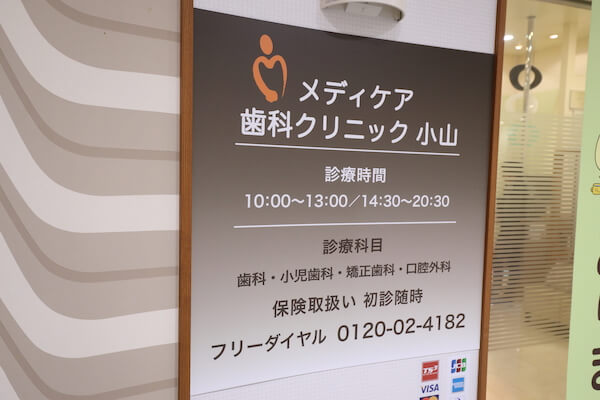 メディケア
歯科クリニック 小山
診療時間
10:00〜13:00／14:30〜20:30
診療科目
歯科・小児歯科・矯正歯科・口腔外科
保険取扱い 初診随時
フリーダイヤル 0120-02-4182
VISA